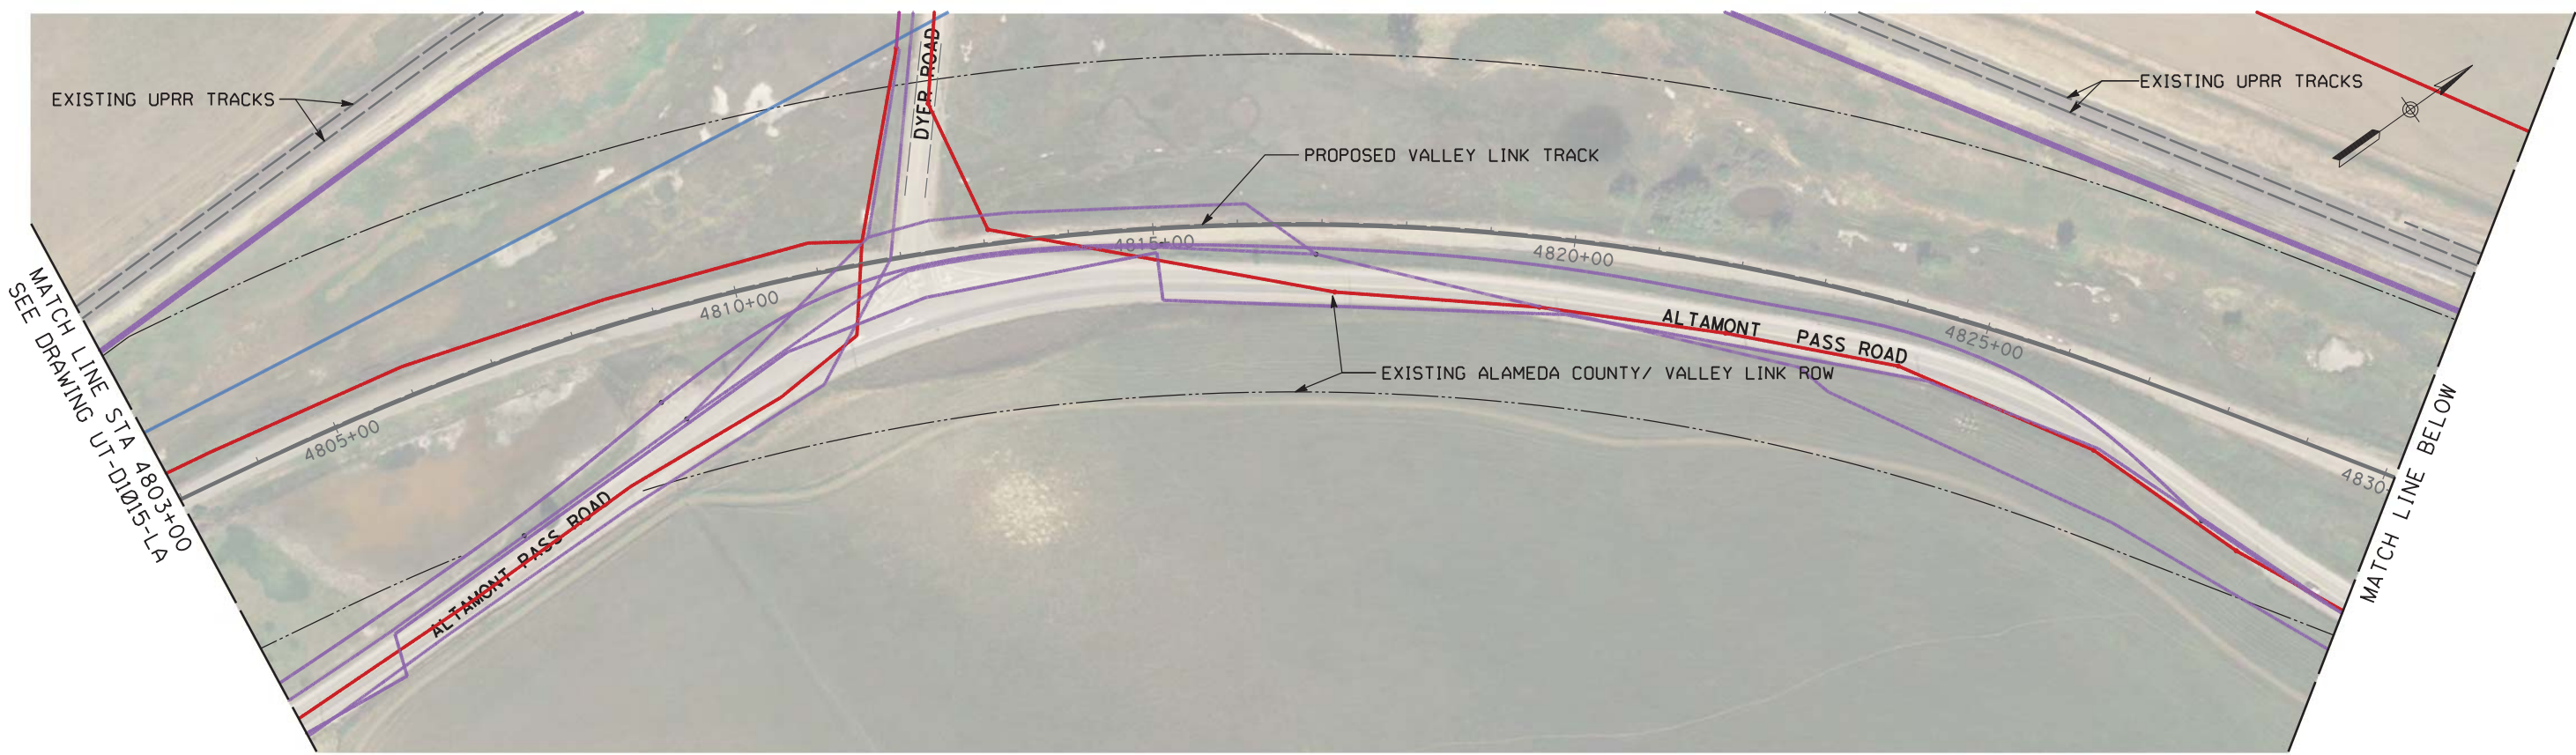 EXISTING UPRR TRACKS
DYER ROAD
EXISTING UPRR TRACKS
PROPOSED VALLEY LINK TRACK
4815+00
4820+00
4810+00
4825+00
ALTAMONT PASS ROAD
EXISTING ALAMEDA COUNTY/ VALLEY LINK ROW
4805+00
4830
MATCH LINE STA 4803+00
SEE DRAWING UT-D1015-LA
ALTAMONT PASS ROAD
MATCH LINE BELOW